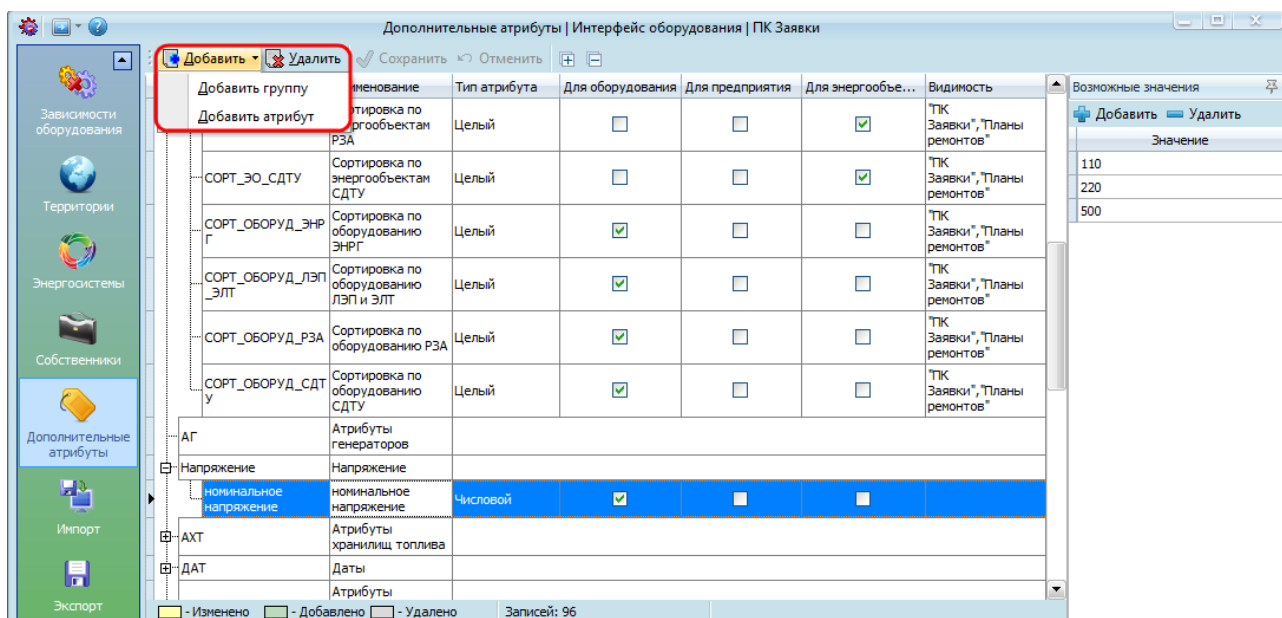 Дополнительные атрибуты | Интерфейс оборудования | ПК Заявки
Добавить Удалить Сохранить Отменить
Добавить группу
Добавить атрибут
Зависимости
оборудования
Территории
Энергосистемы
Собственники
Дополнительные
атрибуты
Импорт
Экспорт
Тип атрибута Для оборудования Для предприятия Для энергообъе... Видимость
РЗА
Целый
"ПК
Заявки","Планы
ремонтов"
СОРТ_ЭО_СДТУ
Сортировка по
энергообъектам
СДТУ
Целый
"ПК
Заявки","Планы
ремонтов"
СОРТ_ОБОРУД_ЭНР
Г
Сортировка по
оборудованию
ЭНРГ
Целый
"ПК
Заявки","Планы
ремонтов"
СОРТ_ОБОРУД_ЛЭП
_ЭЛТ
Сортировка по
оборудованию
ЛЭП и ЭЛТ
Целый
"ПК
Заявки","Планы
ремонтов"
СОРТ_ОБОРУД_РЗА
Сортировка по
оборудованию РЗА
Целый
"ПК
Заявки","Планы
ремонтов"
СОРТ_ОБОРУД_СДТ
У
Сортировка по
оборудованию
СДТУ
Целый
"ПК
Заявки","Планы
ремонтов"
АГ
Атрибуты
генераторов
Напряжение Напряжение
номинальное
напряжение
номинальное
напряжение
Числовой
АХТ
Атрибуты
хранилищ топлива
ДАТ Даты
Атрибуты
- Изменено - Добавлено - Удалено Записей: 96
Возможные значения
Добавить Удалить
Значение
110
220
500